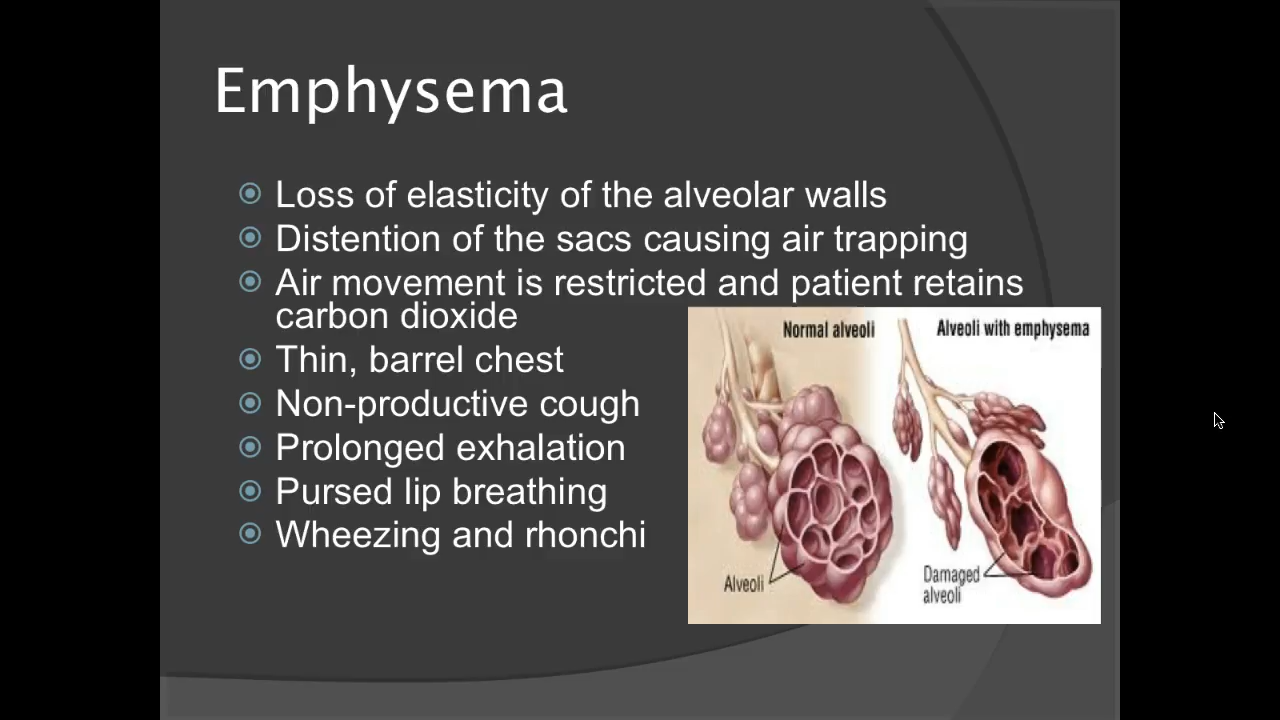 Emphysema
Loss of elasticity of the alveolar walls
Distention of the sacs causing air trapping
Air movement is restricted and patient retains
carbon dioxide
Thin, barrel chest
Non-productive cough
Prolonged exhalation
Pursed lip breathing
Wheezing and rhonchi
Normal alveoli
Alveoli with emphysema
Alveoli
Damaged
alveoli